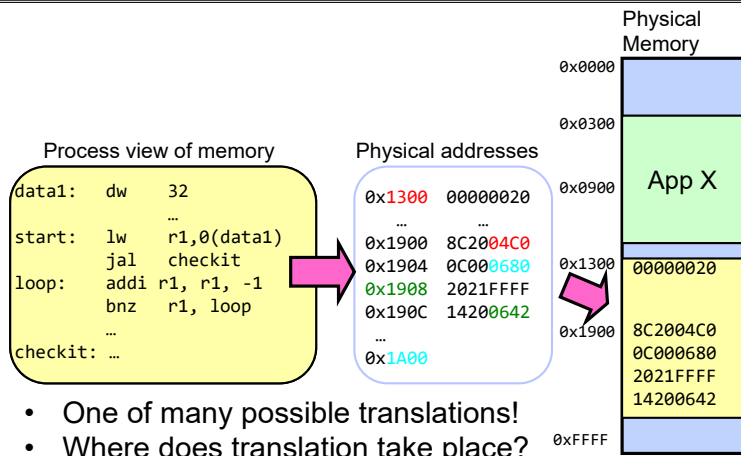 Physical
Memory
0x0000
0x0300
Process view of memory
Physical addresses
data1: dw 32
…
start: lw r1,0(data1)
jal checkit
loop: addi r1, r1, -1
bnz r1, loop
…
checkit: …
0x1300 00000020
… …
0x1900 8C2004C0
0x1904 0C000680
0x1908 2021FFFF
0x190C 14200642
…
0x1A00
0x0900
App X
0x1300
00000020
0x1900
8C2004C0
0C000680
2021FFFF
14200642
0xFFFF
• One of many possible translations!
• Where does translation take place?